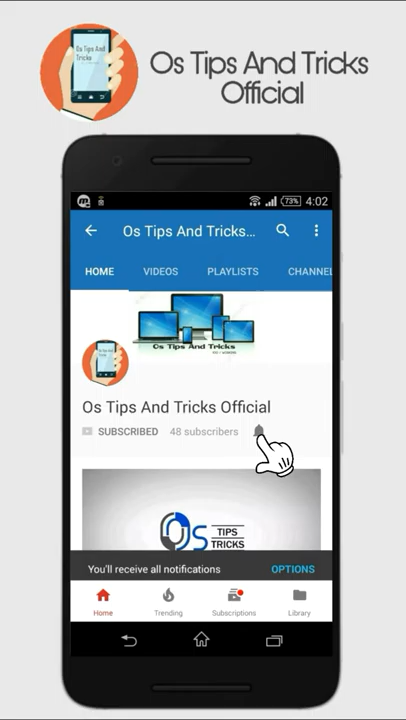 Os Tips And
Tricks
Os Tips And Tricks
Official
73%
4:02
Os Tips And Tricks...
HOME
VIDEOS
PLAYLISTS
CHANNEL
Os Tips And Tricks
Os Tips And Tricks Official
SUBSCRIBED
48 subscribers
OS
TIPS
TRICKS
You'll receive all notifications
OPTIONS
Home
Trending
Subscriptions
Library